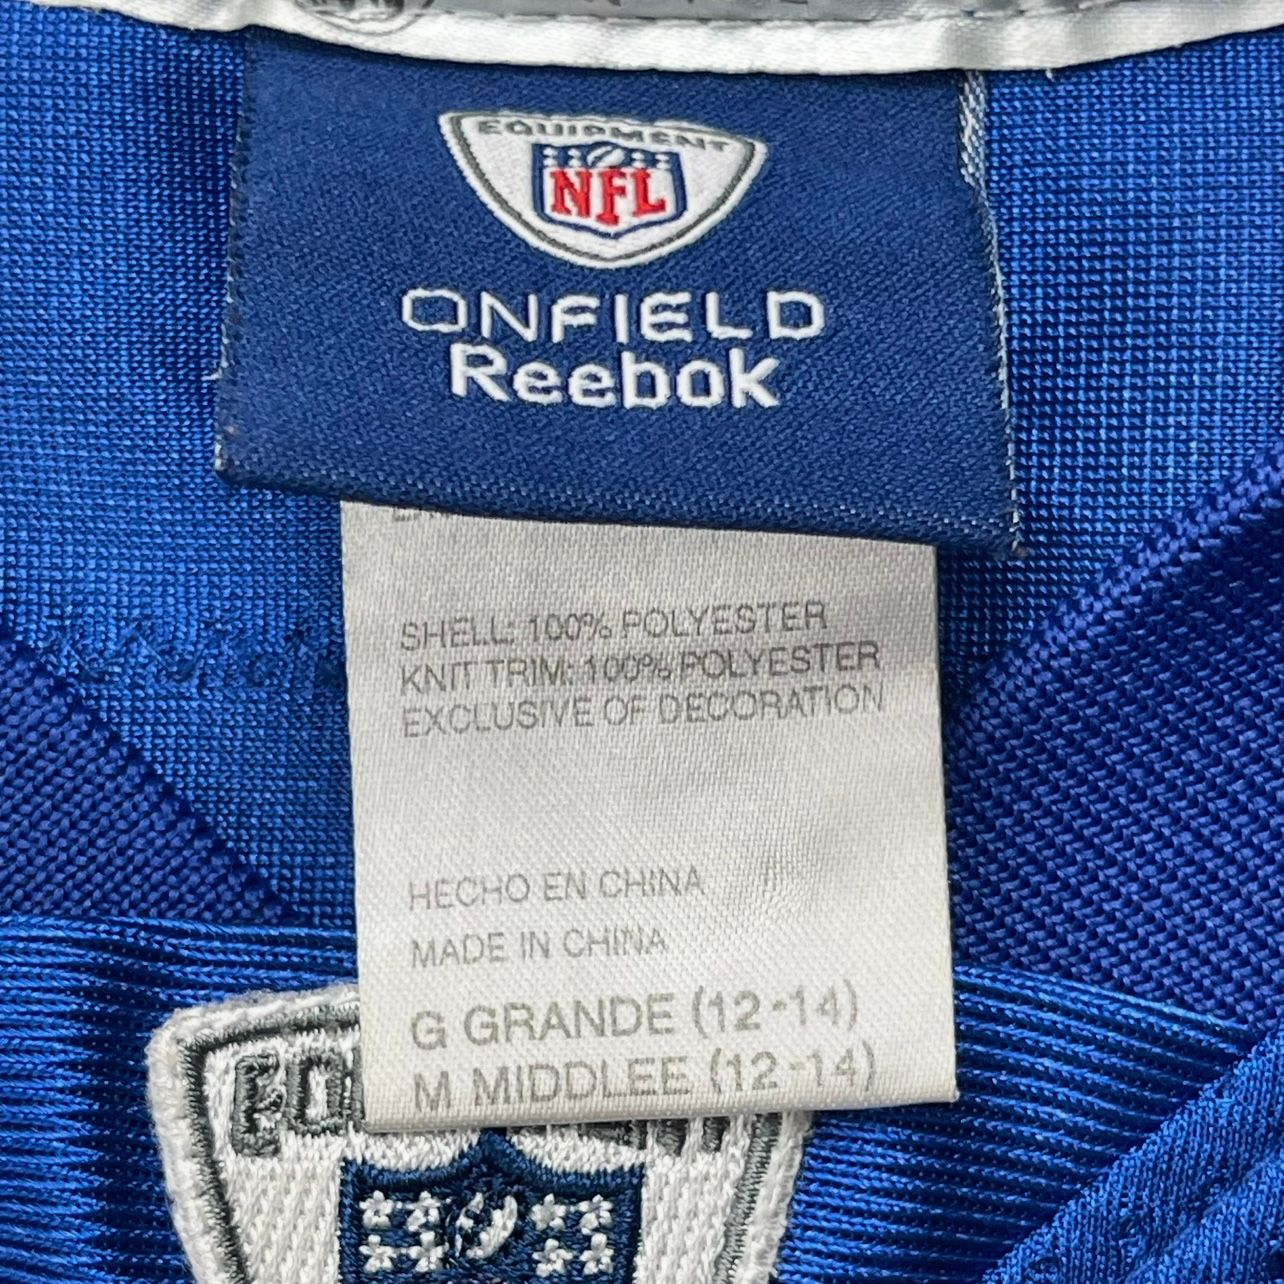 EQUIPMENT
NFL
ONFIELD
Reebok
SHELL: 100% POLYESTER
KNIT TRIM: 100% POLYESTER
EXCLUSIVE OF DECORATION
HECHO EN CHINA
MADE IN CHINA
G GRANDE (12-14)
M MIDDLEE (12-14)